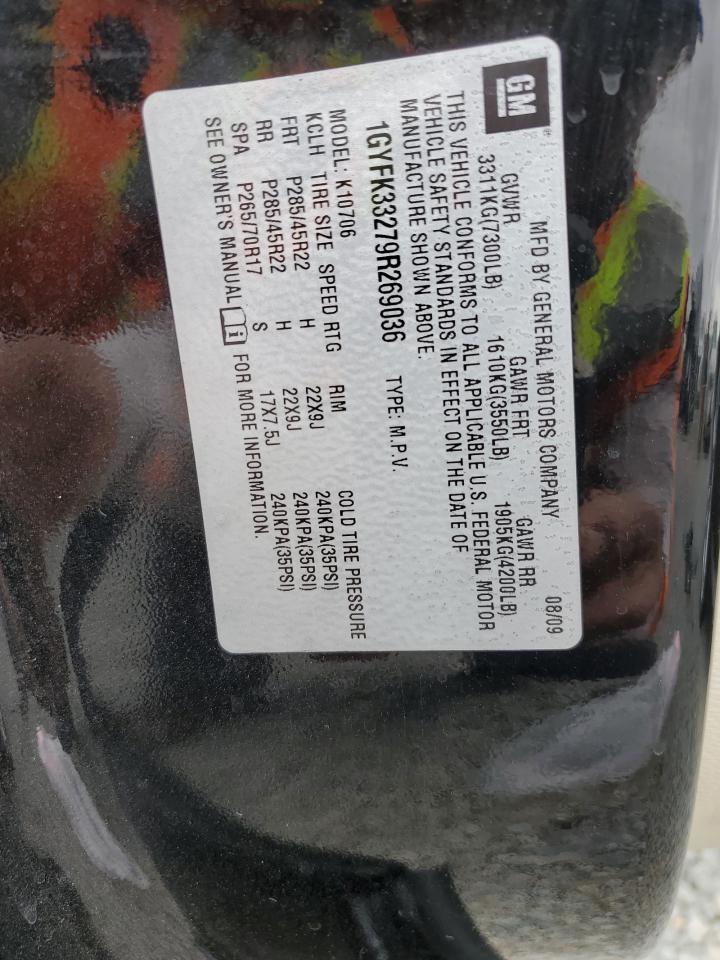 GM ®
MFD BY GENERAL MOTORS COMPANY 08/09
GVWR GAWR FRT GAWR RR
3311KG(7300LB) 1610KG(3550LB) 1905KG(4200LB)
THIS VEHICLE CONFORMS TO ALL APPLICABLE U.S. FEDERAL MOTOR
VEHICLE SAFETY STANDARDS IN EFFECT ON THE DATE OF
MANUFACTURE SHOWN ABOVE.
1GYFK33279R269036 TYPE: M.P.V.
MODEL: K10706
KCLH TIRE SIZE SPEED RTG RIM COLD TIRE PRESSURE
FRT P285/45R22 H 22X9J 240KPA(35PSI)
RR P285/45R22 H 22X9J 240KPA(35PSI)
SPA P265/70R17 S 17X7.5J 240KPA(35PSI)
SEE OWNER'S MANUAL i FOR MORE INFORMATION.